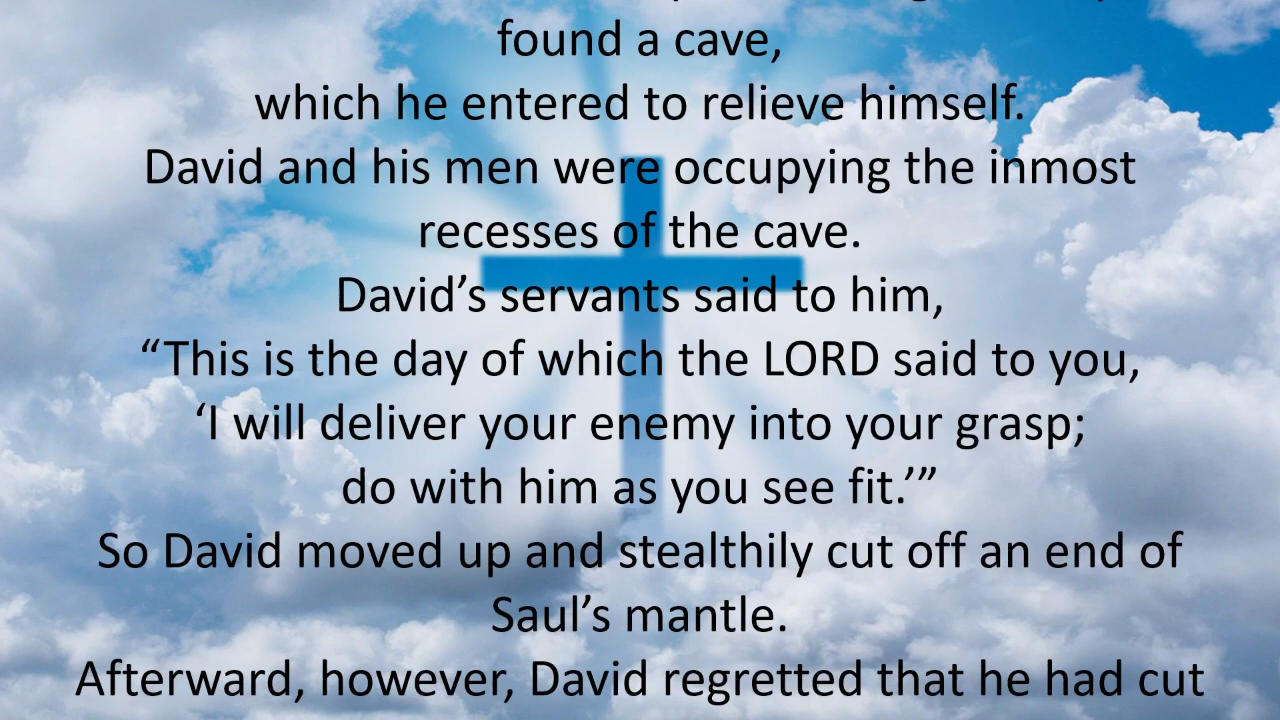 found a cave,
which he entered to relieve himself.
David and his men were occupying the inmost
recesses of the cave.
David’s servants said to him,
“This is the day of which the LORD said to you,
‘I will deliver your enemy into your grasp;
do with him as you see fit.’”
So David moved up and stealthily cut off an end of
Saul’s mantle.
Afterward, however, David regretted that he had cut